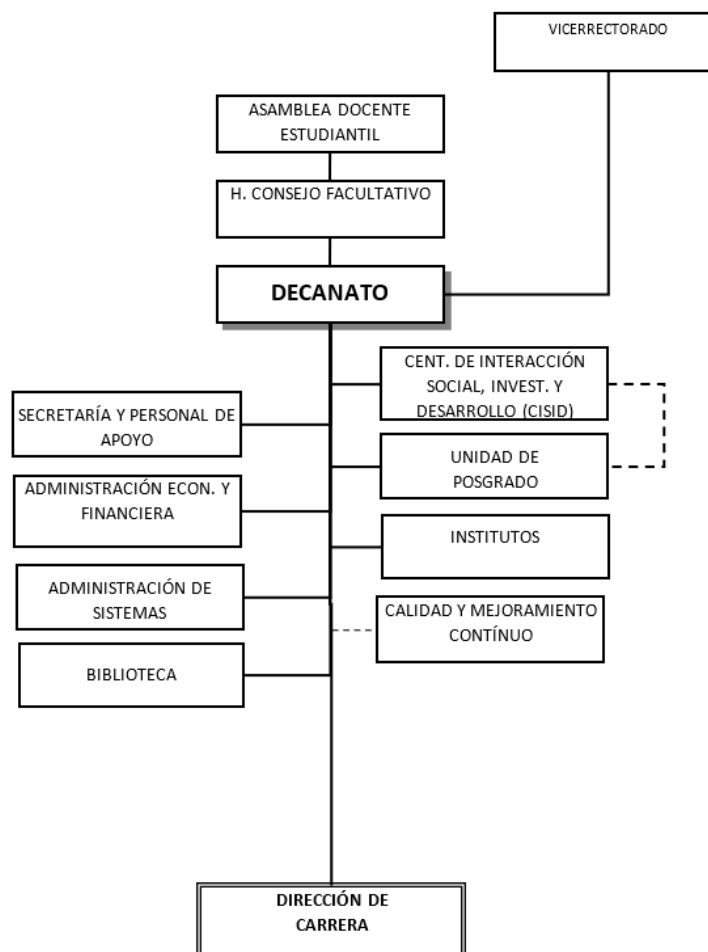 VICERRECTORADO
ASAMBLEA DOCENTE
ESTUDIANTIL
H. CONSEJO FACULTATIVO
DECANATO
CENT. DE INTERACCIÓN
SOCIAL, INVEST. Y
DESARROLLO (CISID)
SECRETARÍA Y PERSONAL DE
APOYO
UNIDAD DE
POSGRADO
ADMINISTRACIÓN ECON. Y
FINANCIERA
INSTITUTOS
ADMINISTRACIÓN DE
SISTEMAS
CALIDAD Y MEJORAMIENTO
CONTÍNUO
BIBLIOTECA
DIRECCIÓN DE
CARRERA